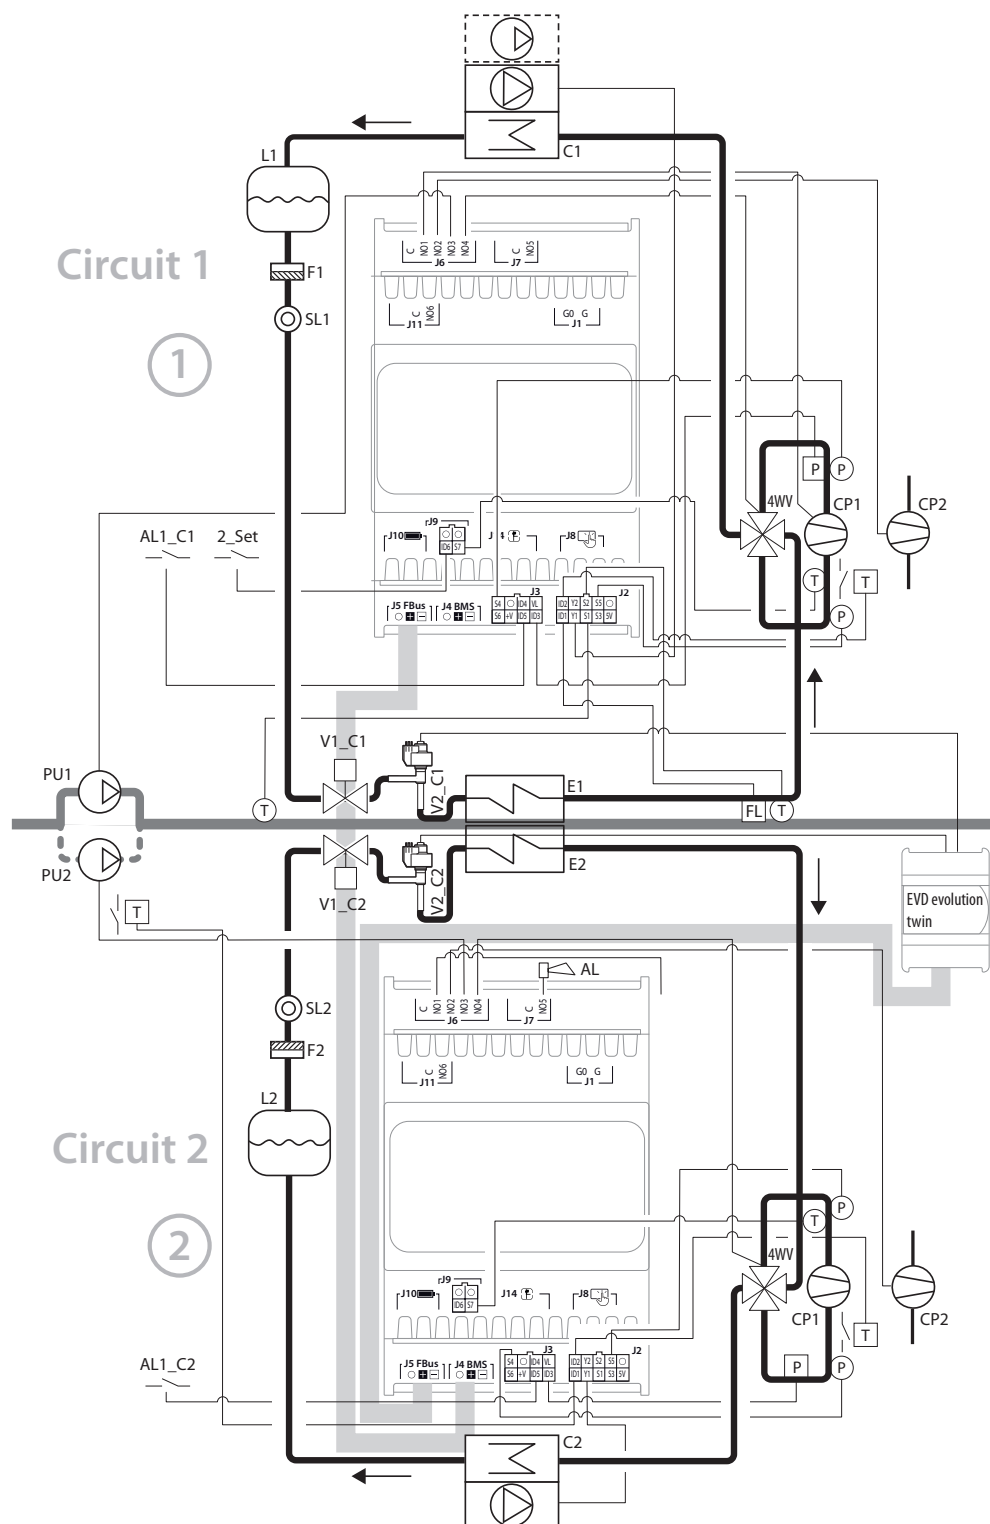 C1
L1
C NO1 NO2 NO3 NO4
J6
C NO5
J7
Circuit 1
F1
C NO6
J11
G0 G
J1
SL1
1
P P
4WV CP1 CP2
AL1_C1 2_Set
J9
J10 J 4 J8
ID6 S7
T T
J3 J2
J5 FBus J4 BMS
S4 ID4 VL
S6 +V ID5 ID3
ID2 Y2 S2 S5
ID1 Y1 S1 S3 5V
P
V1_C1
PU1
V2_C1
E1
T FL T
PU2
V1_C2
V2_C2
E2
EVD evolution
twin
T
AL
C NO1 NO2 NO3 NO4
J6
C NO5
J7
SL2
F2
C NO6
J11
G0 G
J1
L2
Circuit 2
2
P
T
4WV
J9
J10 J14 J8
ID6 S7
CP1 CP2
T
J3 J2
AL1_C2
J5 FBus J4 BMS
S4 ID4 VL
S6 +V ID5 ID3
ID2 Y2 S2 S5
ID1 Y1 S1 S3 5V
P P
C2